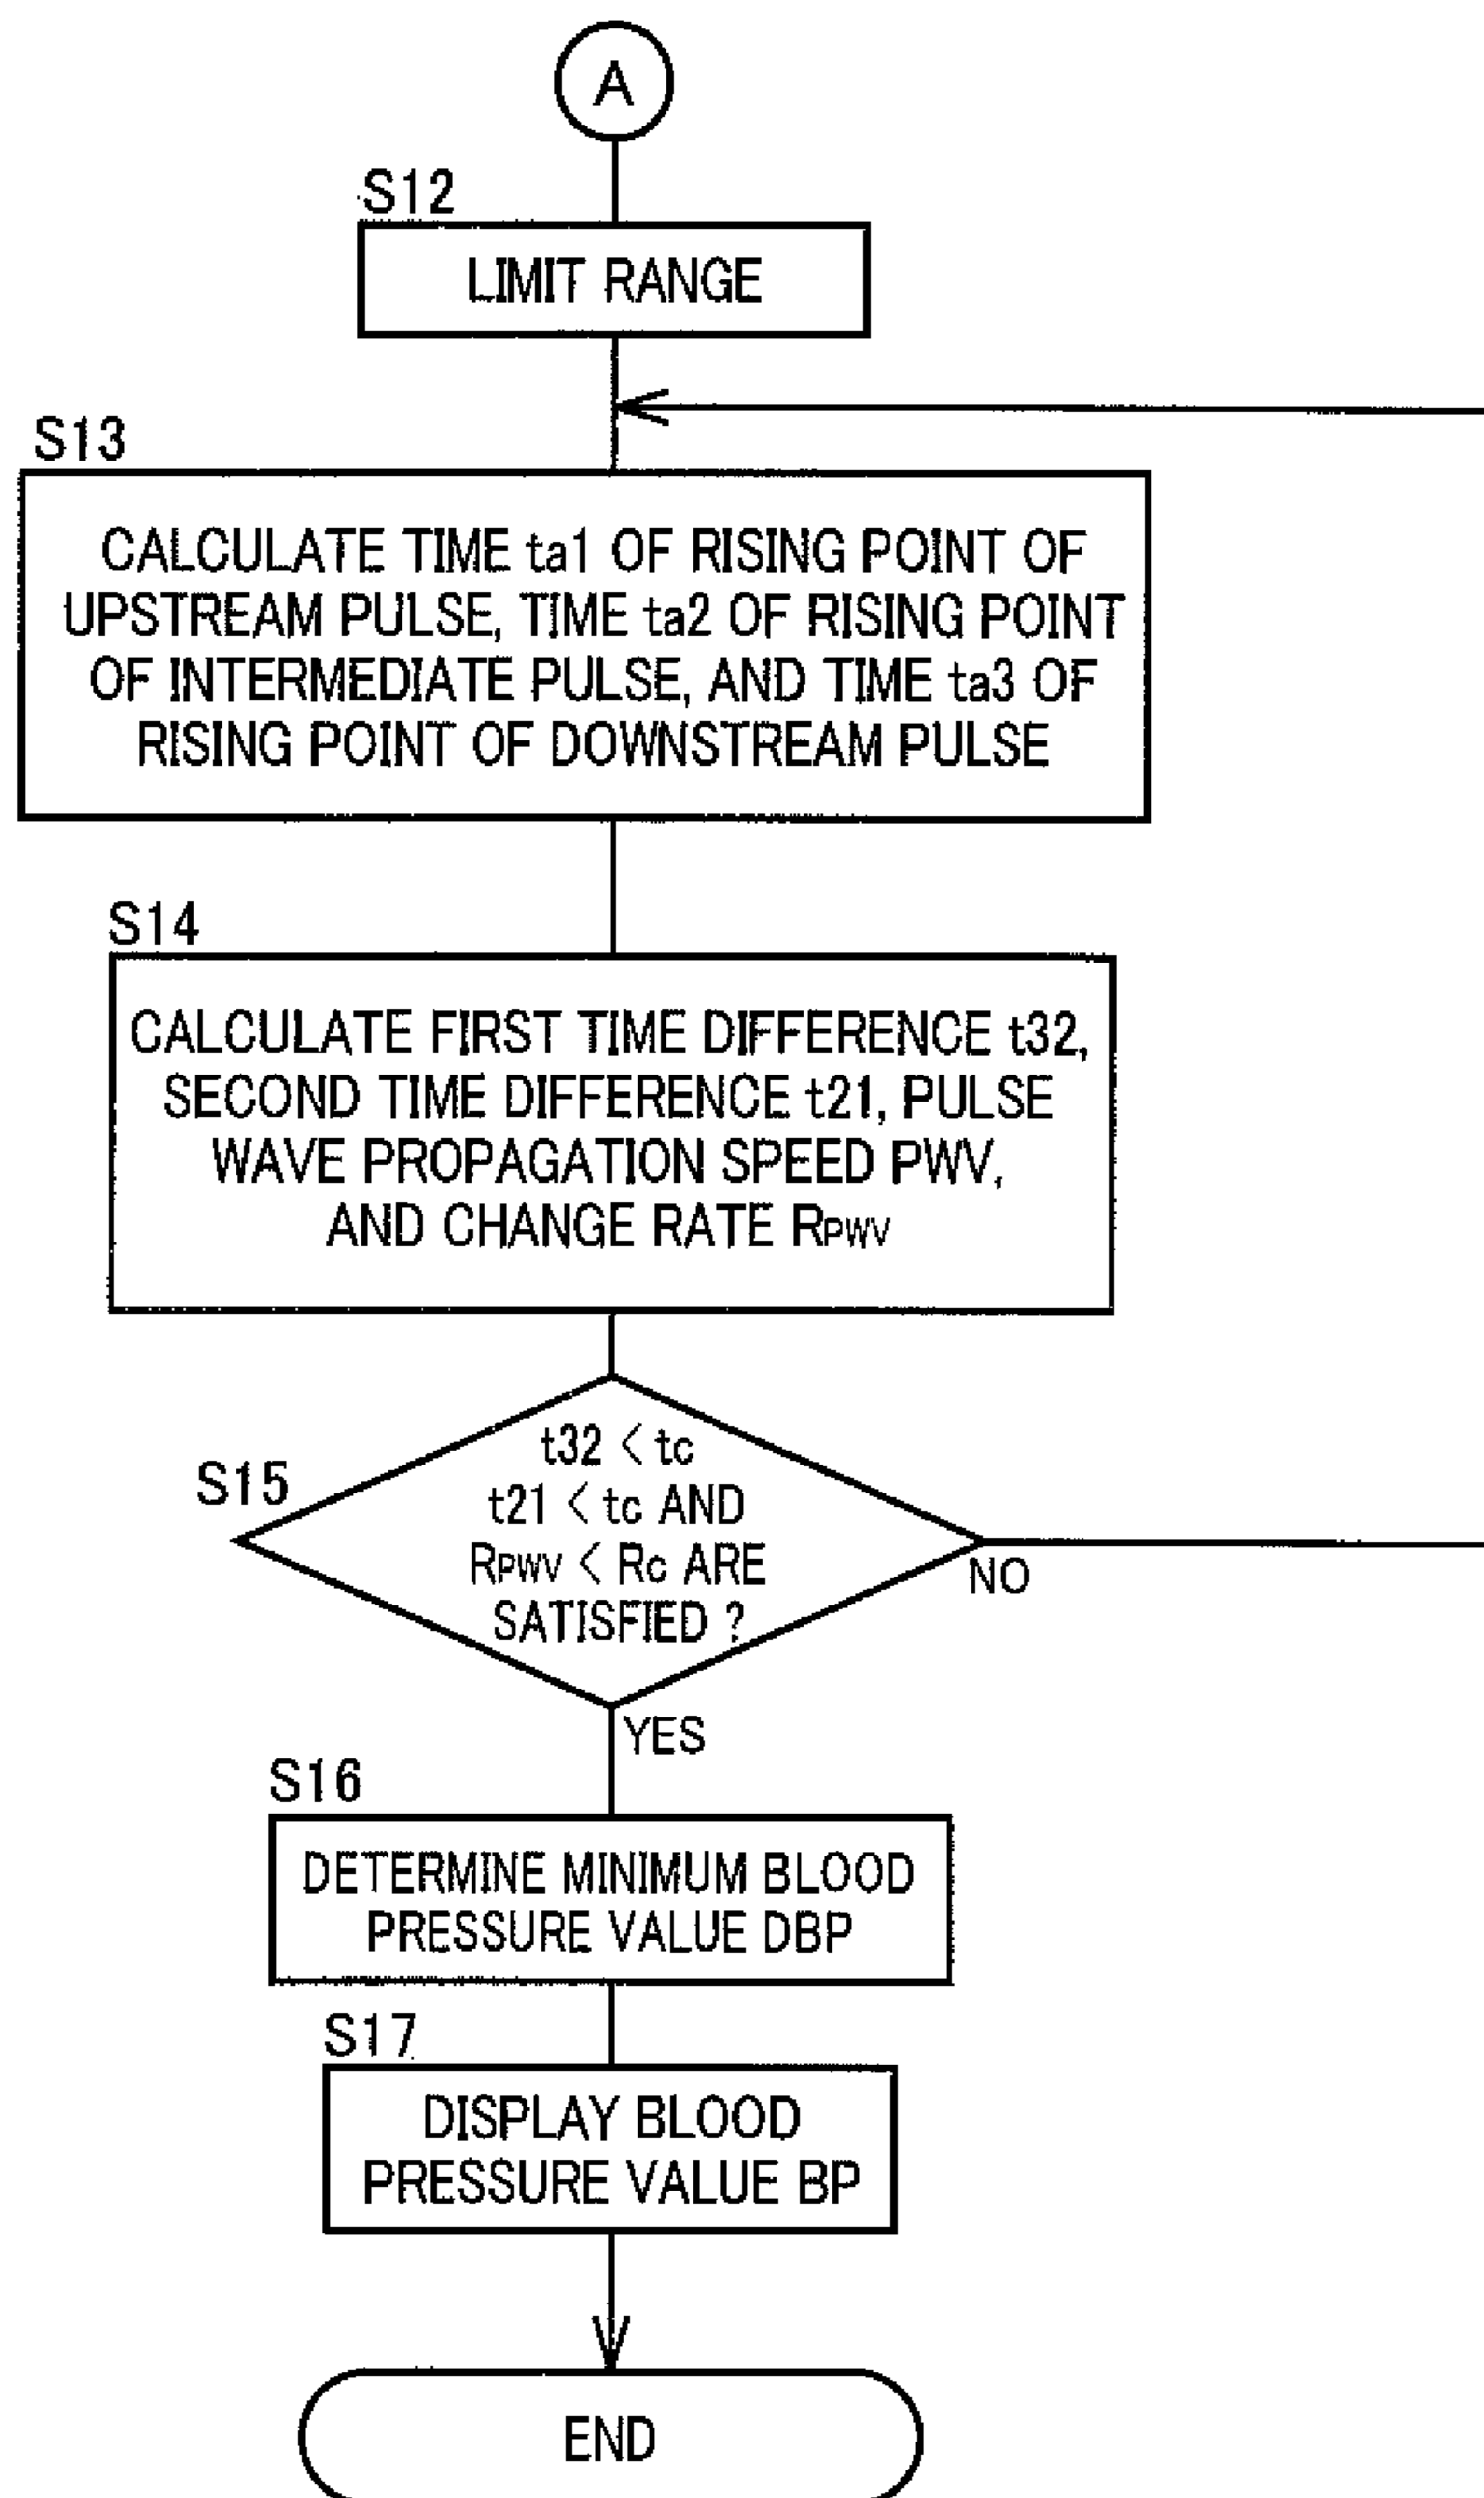 A
S12
LIMIT RANGE
S13
CALCULATE TIME ta1 OF RISING POINT OF
UPSTREAM PULSE, TIME ta2 OF RISING POINT
OF INTERMEDIATE PULSE, AND TIME ta3 OF
RISING POINT OF DOWNSTREAM PULSE
S14
CALCULATE FIRST TIME DIFFERENCE t32,
SECOND TIME DIFFERENCE t21, PULSE
WAVE PROPAGATION SPEED PWV,
AND CHANGE RATE RPWV
S15
t32 < tc
t21 < tc AND
RPWV < Rc ARE
SATISFIED ?
NO
YES
S16
DETERMINE MINIMUM BLOOD
PRESSURE VALUE DBP
S17
DISPLAY BLOOD
PRESSURE VALUE BP
END